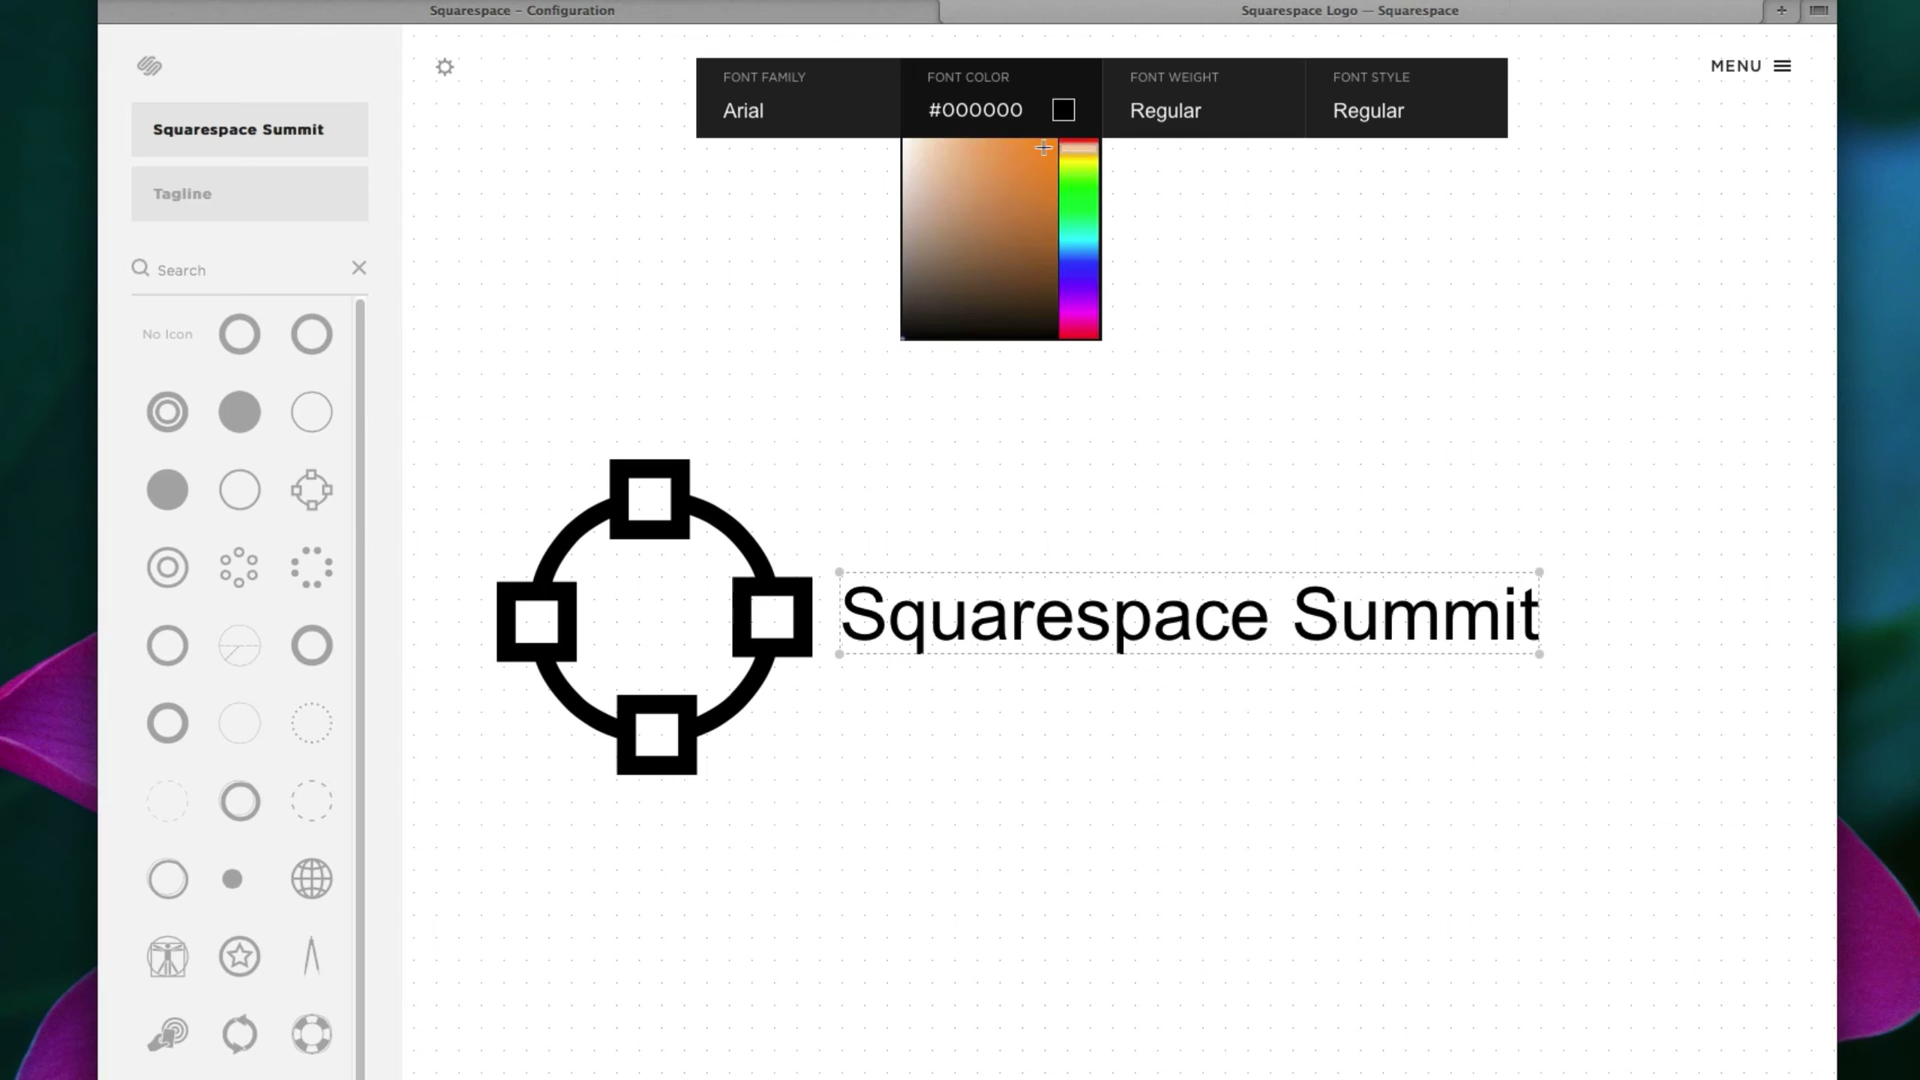 Squarespace - Configuration
Squarespace Logo — Squarespace
MENU
FONT FAMILY
Arial
FONT COLOR
#000000
FONT WEIGHT
Regular
FONT STYLE
Regular
Squarespace Summit
Tagline
Search
No Icon
Squarespace Summit